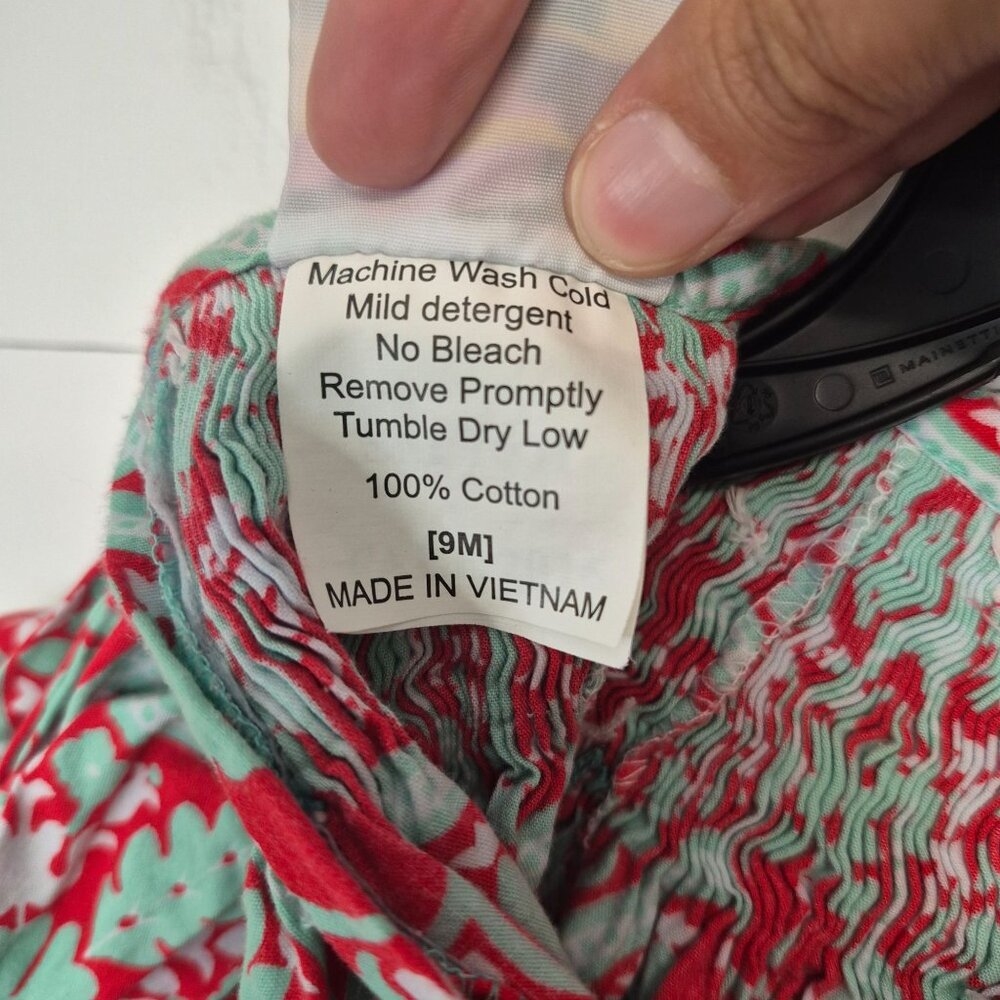 Machine Wash Cold
Mild detergent
No Bleach
Remove Promptly
Tumble Dry Low
100% Cotton
[9M]
MADE IN VIETNAM
MAINETTI